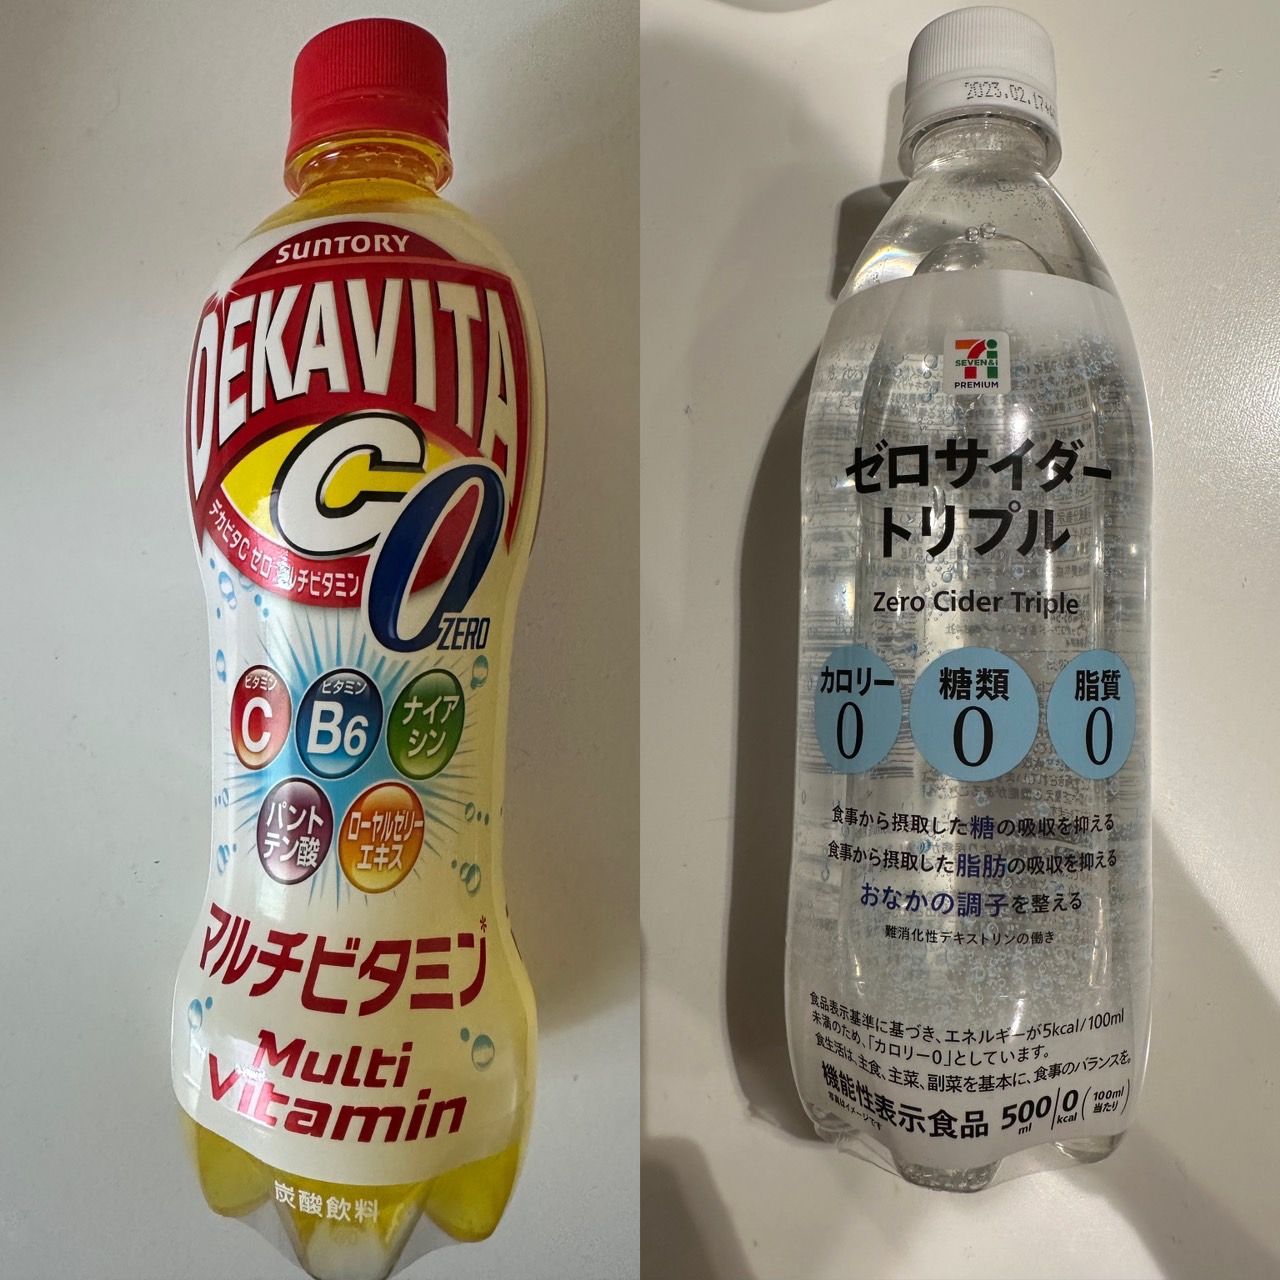 SUNTORY
DEKAVITA
C
0
ZERO
デカビタC ゼロ マルチビタミン
ビタミン
C
ビタミン
B6
ナイア
シン
パント
テン酸
ローヤルゼリー
エキス
マルチビタミン*
Multi
Vitamin
炭酸飲料
2023.02.17
SEVEN&i
PREMIUM
ゼロサイダー
トリプル
Zero Cider Triple
カロリー
0
糖類
0
脂質
0
食事から摂取した糖の吸収を抑える
食事から摂取した脂肪の吸収を抑える
おなかの調子を整える
難消化性デキストリンの働き
食品表示基準に基づき、エネルギーが5kcal/100ml
未満のため、「カロリー0」としています。
食生活は、主食、主菜、副菜を基本に、食事のバランスを。
機能性表示食品 500ml 0kcal (100ml当たり)
写真はイメージです